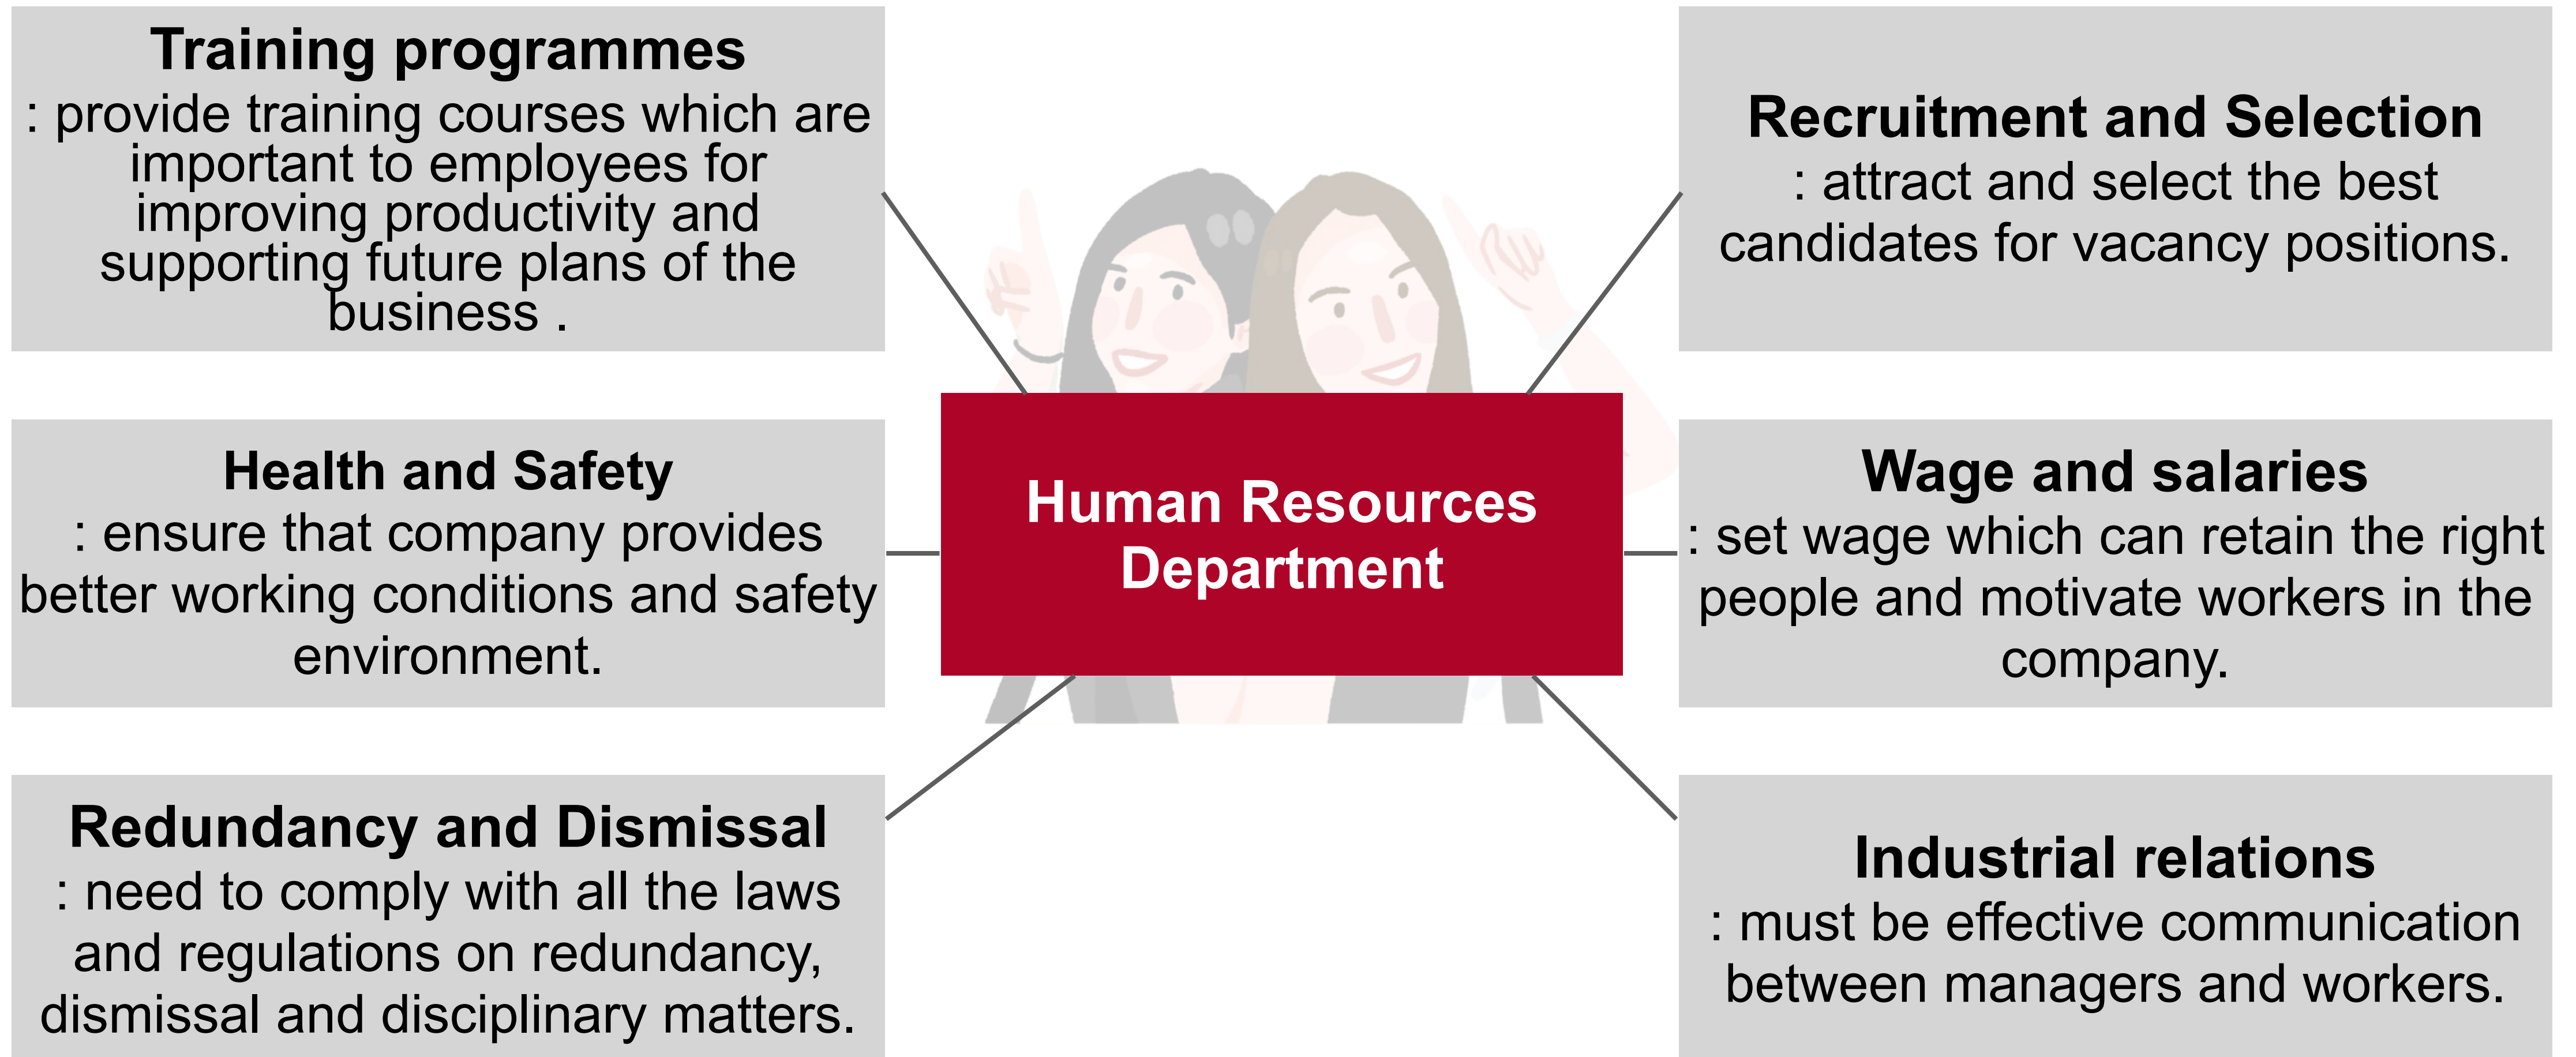 Training programmes
: provide training courses which are
important to employees for
improving productivity and
supporting future plans of the
business .
Recruitment and Selection
: attract and select the best
candidates for vacancy positions.
Health and Safety
: ensure that company provides
better working conditions and safety
environment.
Human Resources
Department
Wage and salaries
: set wage which can retain the right
people and motivate workers in the
company.
Redundancy and Dismissal
: need to comply with all the laws
and regulations on redundancy,
dismissal and disciplinary matters.
Industrial relations
: must be effective communication
between managers and workers.